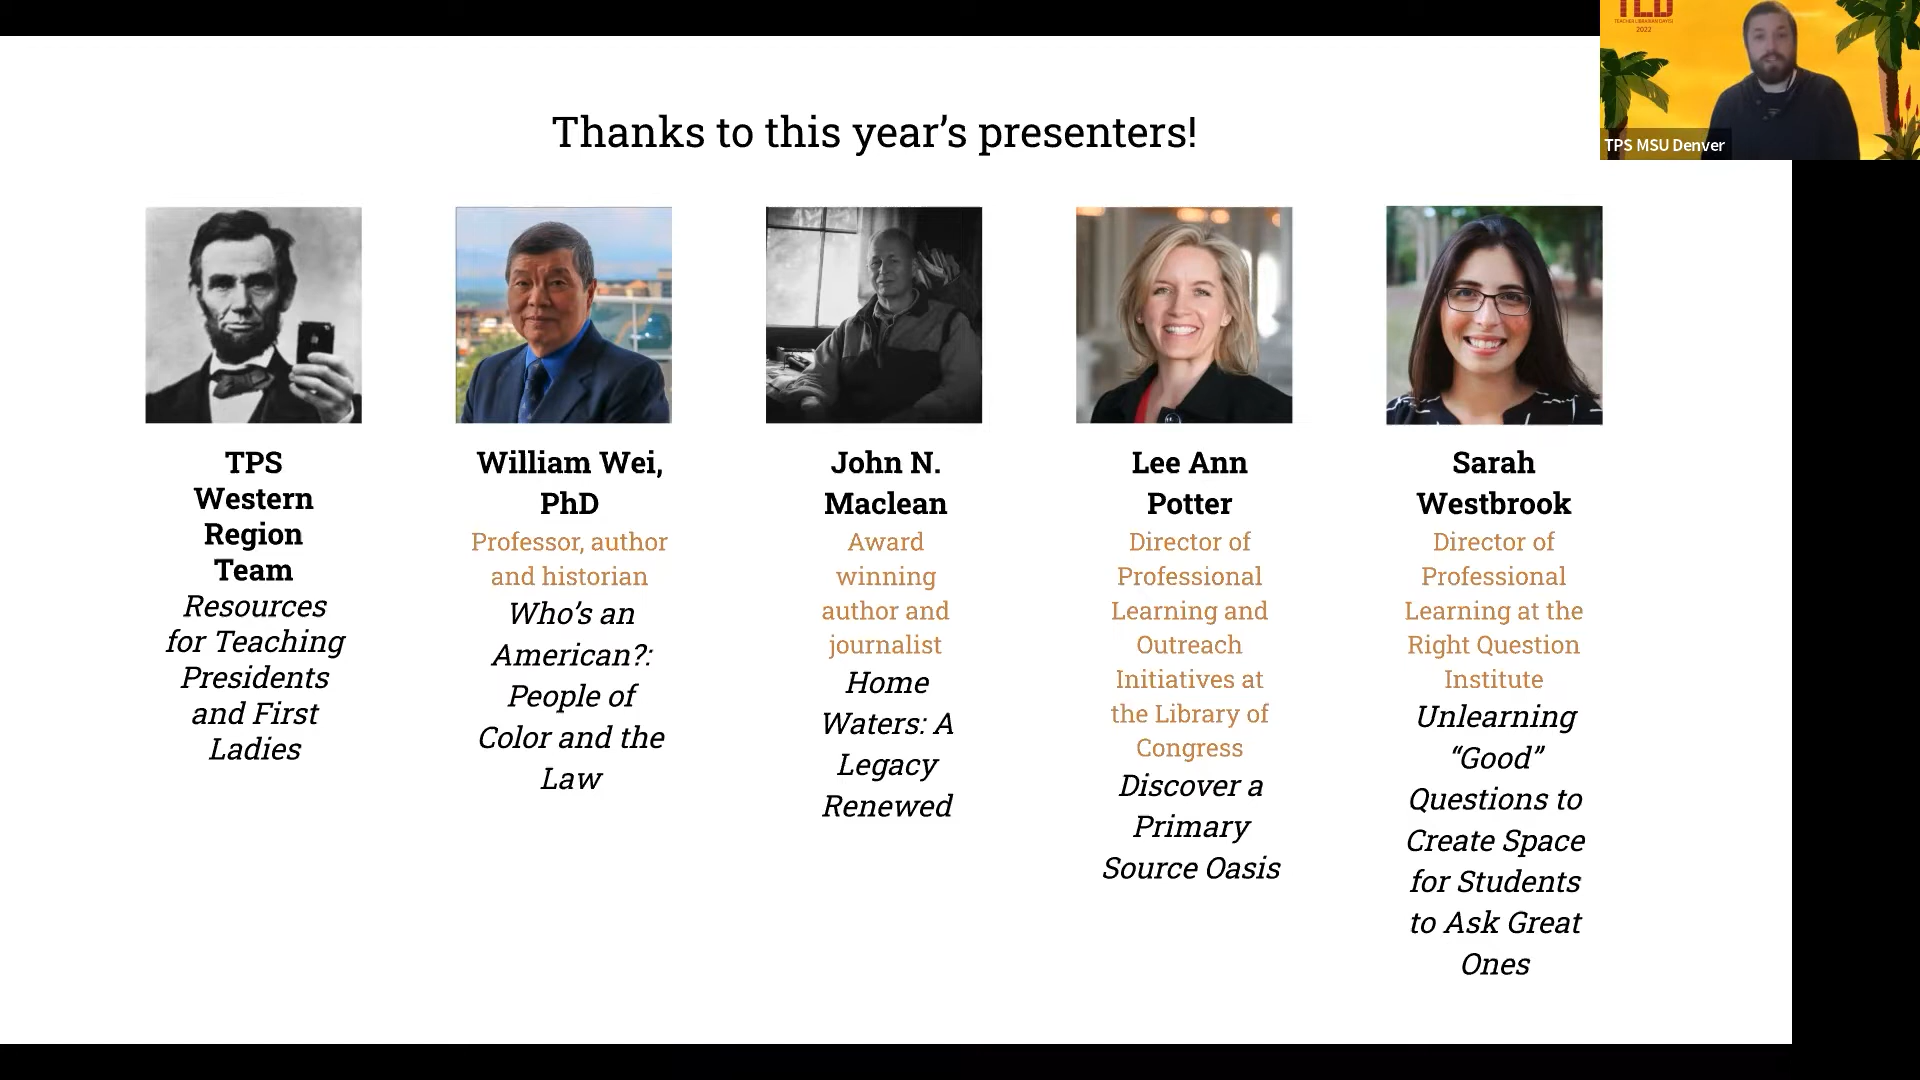 TEACHER LIBRARIAN DAY(S)
2022
TPS MSU Denver
Thanks to this year’s presenters!
TPS
Western
Region
Team
Resources
for Teaching
Presidents
and First
Ladies
William Wei,
PhD
Professor, author
and historian
Who’s an
American?:
People of
Color and the
Law
John N.
Maclean
Award
winning
author and
journalist
Home
Waters: A
Legacy
Renewed
Lee Ann
Potter
Director of
Professional
Learning and
Outreach
Initiatives at
the Library of
Congress
Discover a
Primary
Source Oasis
Sarah
Westbrook
Director of
Professional
Learning at the
Right Question
Institute
Unlearning
“Good”
Questions to
Create Space
for Students
to Ask Great
Ones